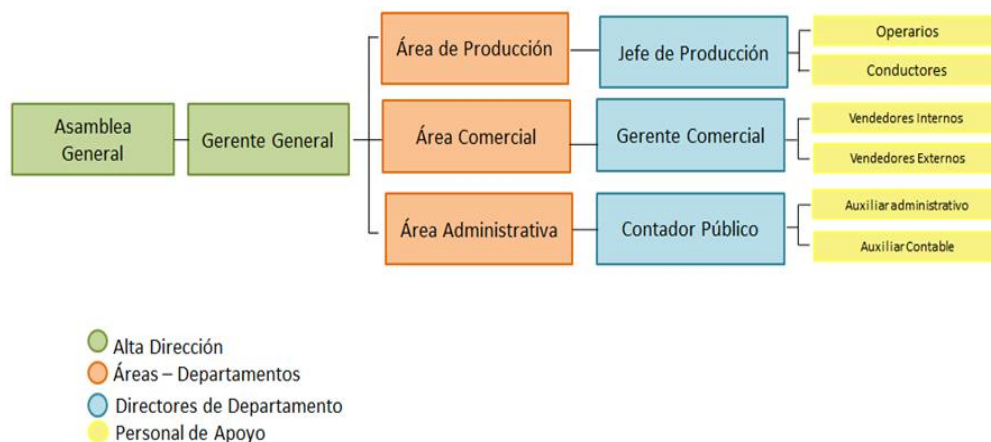 Asamblea
General
Gerente General
Área de Producción
Jefe de Producción
Operarios
Conductores
Área Comercial
Gerente Comercial
Vendedores Internos
Vendedores Externos
Área Administrativa
Contador Público
Auxiliar administrativo
Auxiliar Contable
Alta Dirección
Áreas – Departamentos
Directores de Departamento
Personal de Apoyo